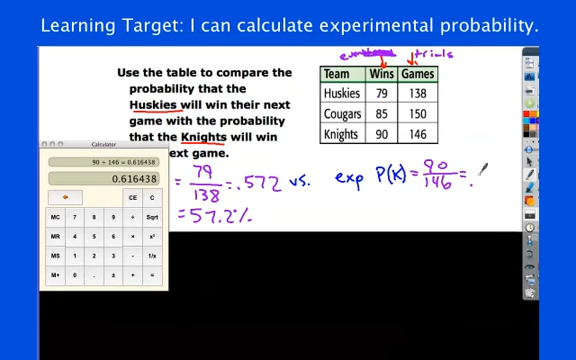 Learning Target: I can calculate experimental probability.
trials
Use the table to compare the
probability that the
Huskies will win their next
game with the probability
that the Knights will win
ext game.
Team Wins Games
Huskies 79 138
Cougars 85 150
Knights 90 146
Calculator
90 ÷ 146 = 0.616438
0.616438
CE C
MC 7 8 9 ÷ Sqrt
MR 4 5 6 × x²
MS 1 2 3 - 1/x
M+ 0 . ± + =
= 79/138 = .572 vs. exp P(K) = 90/146 = .
= 57.2%